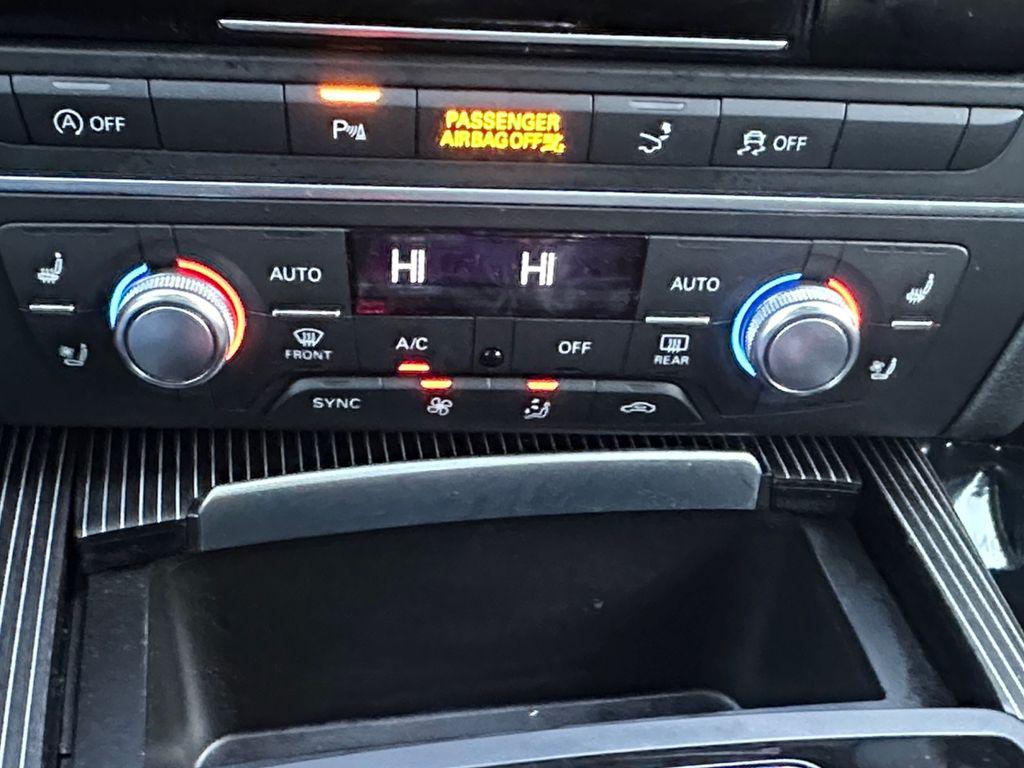 (A) OFF
P
PASSENGER
AIRBAG OFF
OFF
AUTO
HI
HI
AUTO
FRONT
A/C
OFF
REAR
SYNC